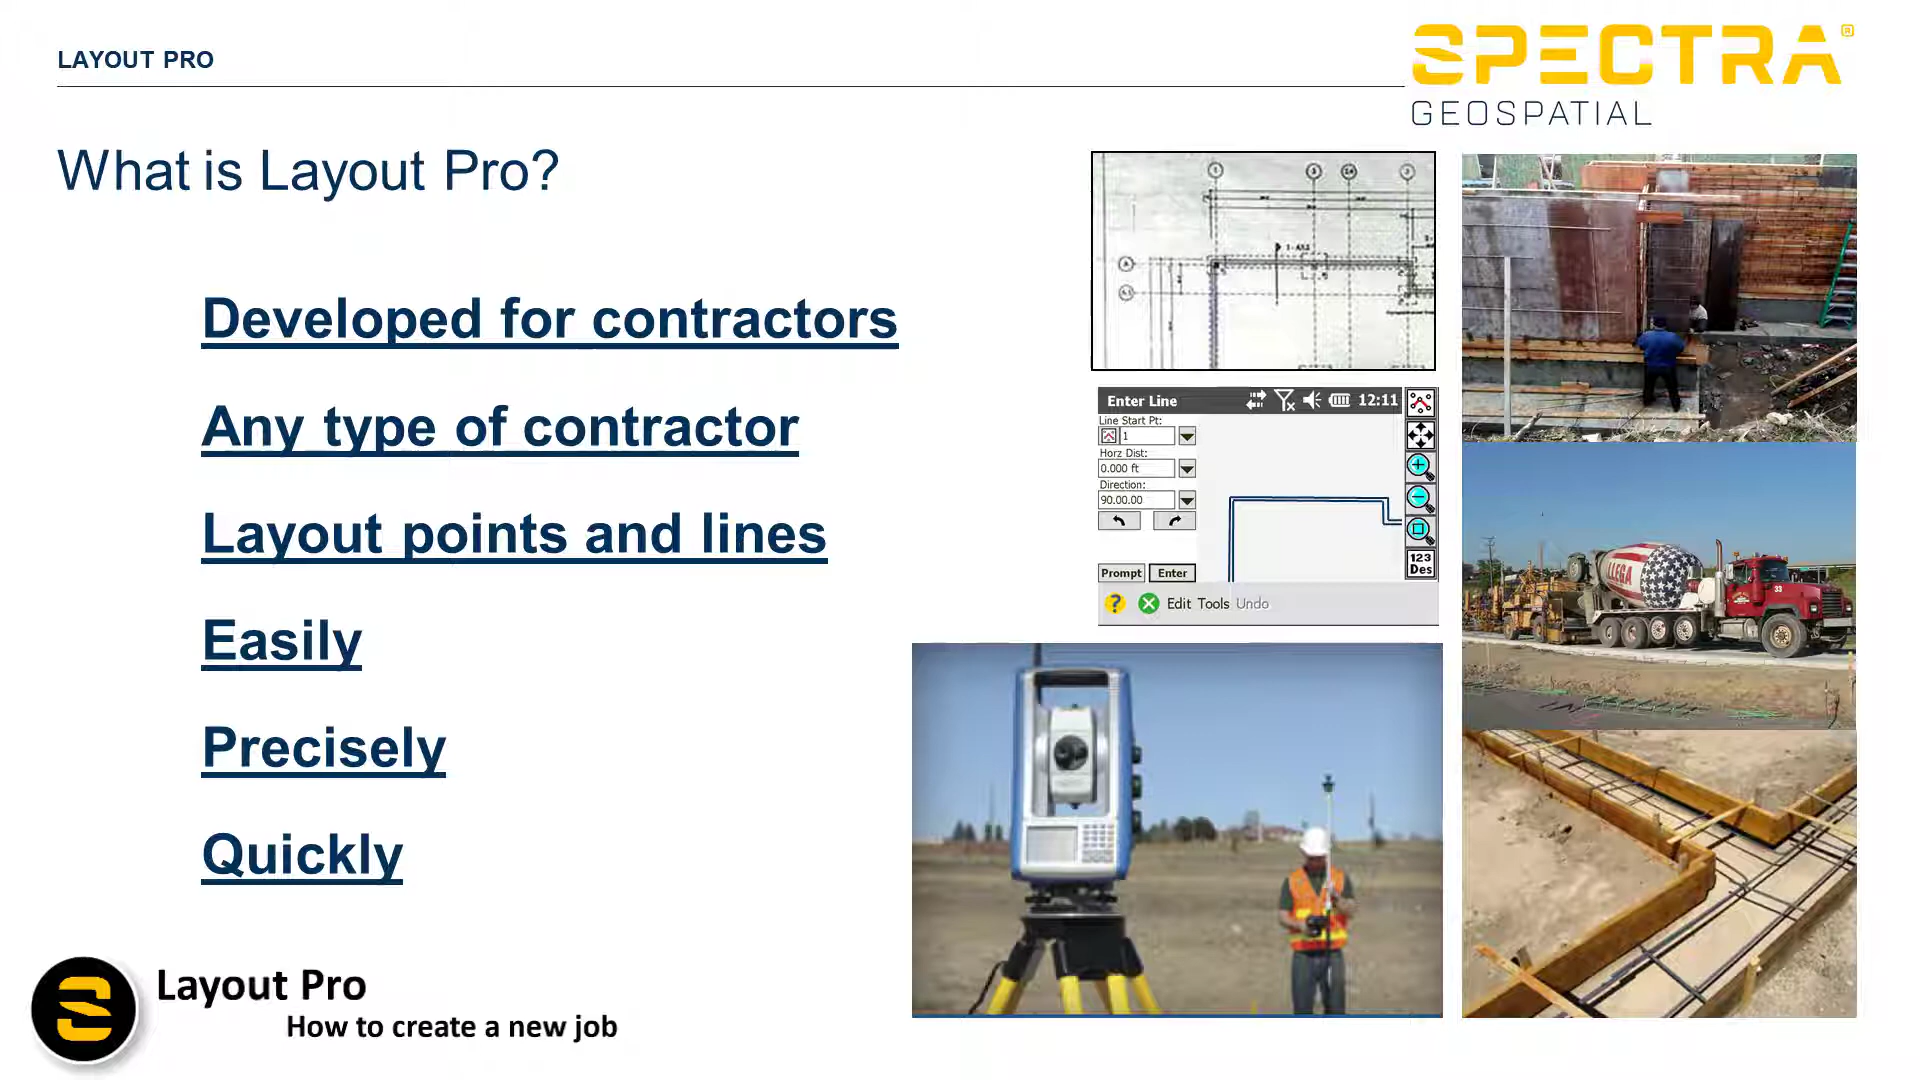 LAYOUT PRO
SPECTRA®
GEOSPATIAL
What is Layout Pro?
Developed for contractors
Any type of contractor
Layout points and lines
Easily
Precisely
Quickly
Enter Line
12:11
Line Start Pt:
1
Horz Dist:
0.000 ft
Direction:
90.00.00
Prompt
Enter
123
Des
? Edit Tools Undo
33
Layout Pro
How to create a new job